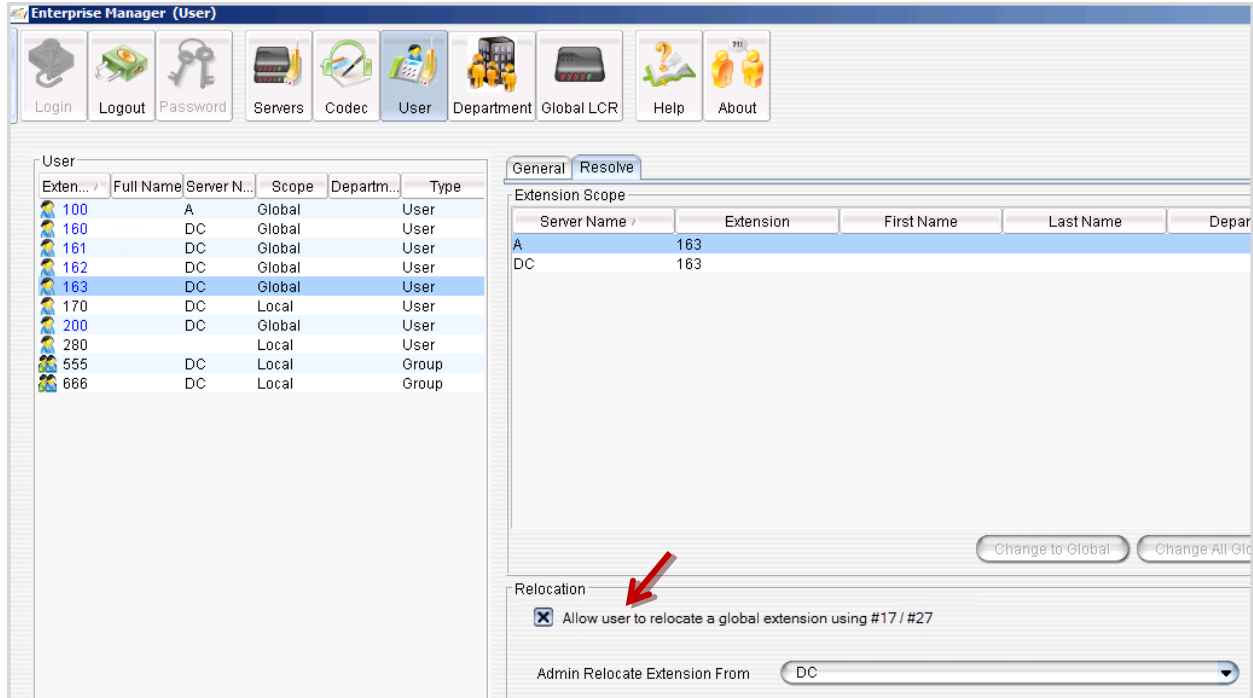 Enterprise Manager (User)
Login Logout Password Servers Codec User Department Global LCR Help About
User
Exten... Full Name Server N... Scope Departm... Type
100 A Global User
160 DC Global User
161 DC Global User
162 DC Global User
163 DC Global User
170 DC Local User
200 DC Global User
280 Local User
555 DC Local Group
666 DC Local Group
General Resolve
Extension Scope
Server Name Extension First Name Last Name Depar
A 163
DC 163
Change to Global Change All Glo
Relocation
Allow user to relocate a global extension using #17 / #27
Admin Relocate Extension From DC